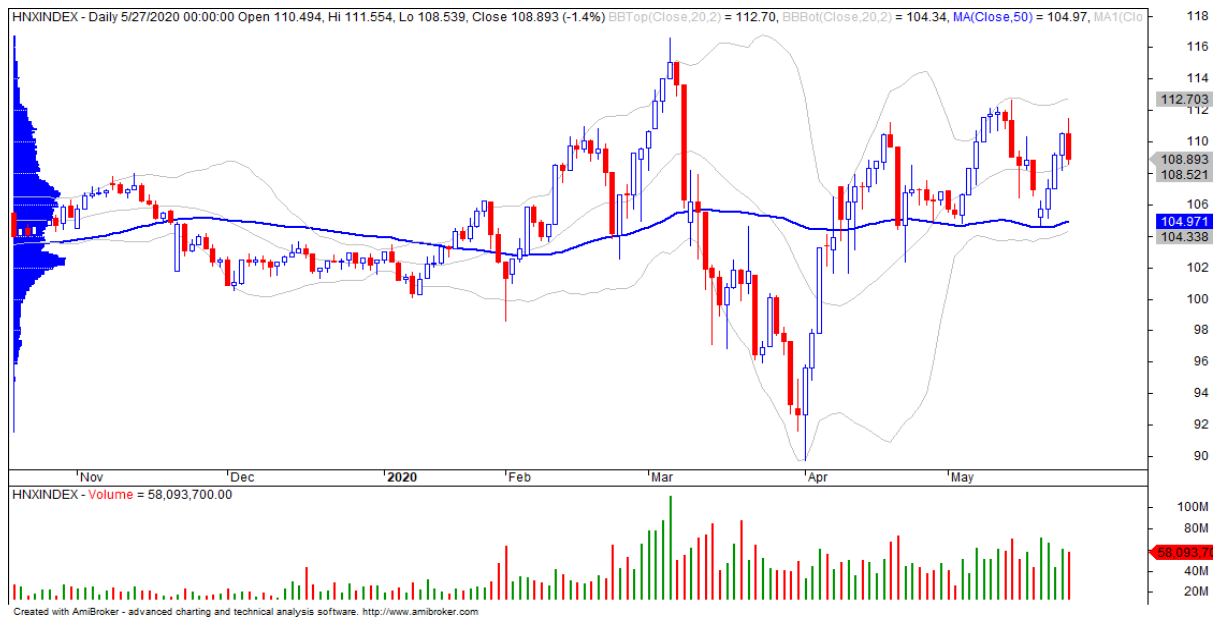 HNXINDEX - Daily 5/27/2020 00:00:00 Open 110.494, Hi 111.554, Lo 108.539, Close 108.893 (-1.4%) BBTop(Close,20,2) = 112.70, BBBot(Close,20,2) = 104.34, MA(Close,50) = 104.97, MA1(Clo
118
116
114
112.703
112
110
108.893
108.521
106
104.971
104.338
102
100
98
96
94
92
90
Nov Dec 2020 Feb Mar Apr May
HNXINDEX - Volume = 58,093,700.00
100M
80M
58,093,70
40M
20M
Created with AmiBroker - advanced charting and technical analysis software. http://www.amibroker.com